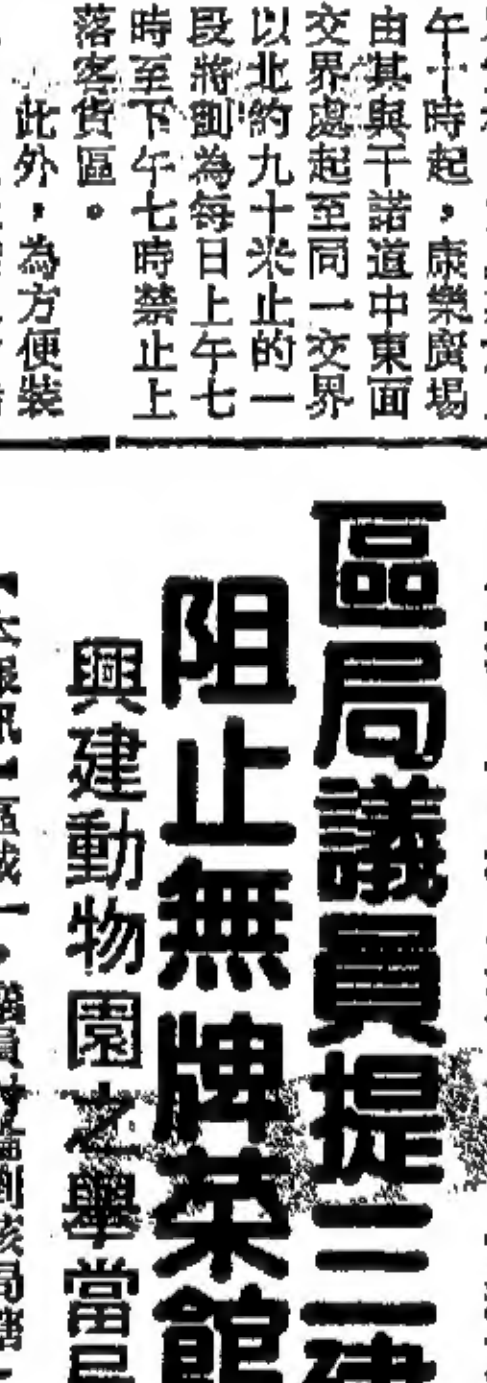 午十時起，康樂廣場
由其與干諾道中東面
交界處起至同一交界
以北約九十米止的一
段將劃為每日上午七
時至下午七時禁止上
落客貨區。
此外，為方便裝
區局議員提三建
阻止無牌菜館
興建動物園之舉當